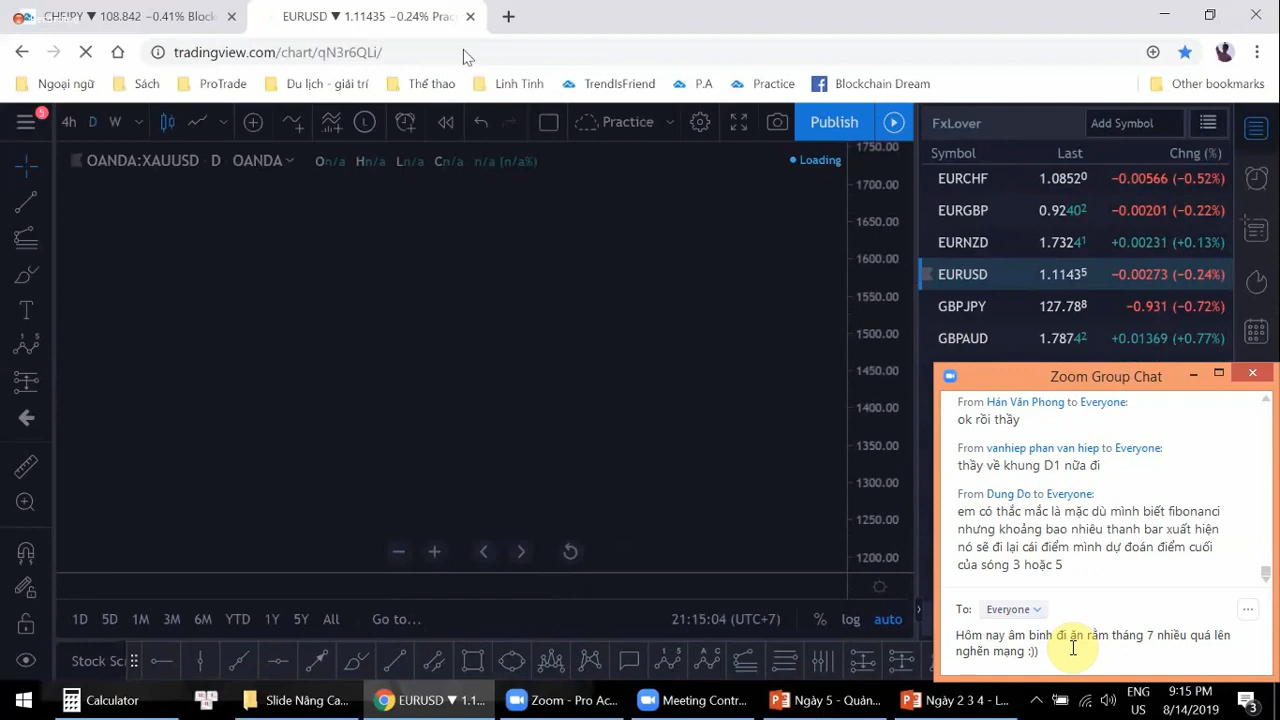 CHFJPY ▼ 108.842 −0.41% Block
EURUSD ▼ 1.11435 −0.24% Prac
tradingview.com/chart/qN3r6QLi/
Ngoại ngữ
Sách
ProTrade
Du lịch - giải trí
Thể thao
Linh Tinh
TrendIsFriend
P.A
Practice
Blockchain Dream
Other bookmarks
5
4h D W
Practice
Publish
FxLover
Add Symbol
OANDA:XAUUSD D OANDA
On/a Hn/a Ln/a Cn/a n/a (n/a%)
Loading
1750.00
1700.00
1650.00
1600.00
1550.00
1500.00
1450.00
1400.00
1350.00
1300.00
1250.00
1200.00
Symbol Last Chng (%)
EURCHF 1.08520 −0.00566 (−0.52%)
EURGBP 0.92402 −0.00201 (−0.22%)
EURNZD 1.73241 +0.00231 (+0.13%)
EURUSD 1.11435 −0.00273 (−0.24%)
GBPJPY 127.788 −0.931 (−0.72%)
GBPAUD 1.78742 +0.01369 (+0.77%)
Zoom Group Chat
From Hán Văn Phong to Everyone:
ok rồi thầy
From vanhiep phan van hiep to Everyone:
thầy về khung D1 nữa đi
From Dung Do to Everyone:
em có thắc mắc là mặc dù mình biết fibonanci
nhưng khoảng bao nhiêu thanh bar xuất hiện
nó sẽ đi lại cái điểm mình dự đoán điểm cuối
của sóng 3 hoặc 5
To: Everyone
Hôm nay âm binh đi ăn rằm tháng 7 nhiều quá lên
nghẽn mạng :))
1D 5D 1M 3M 6M YTD 1Y 5Y All Go to...
21:15:04 (UTC+7)
% log auto
Stock Sc
Calculator
Slide Nâng Ca...
EURUSD ▼ 1.1...
Zoom - Pro Ac...
Meeting Contr...
Ngày 5 - Quản...
Ngày 2 3 4 - L...
ENG
US
9:15 PM
8/14/2019
3